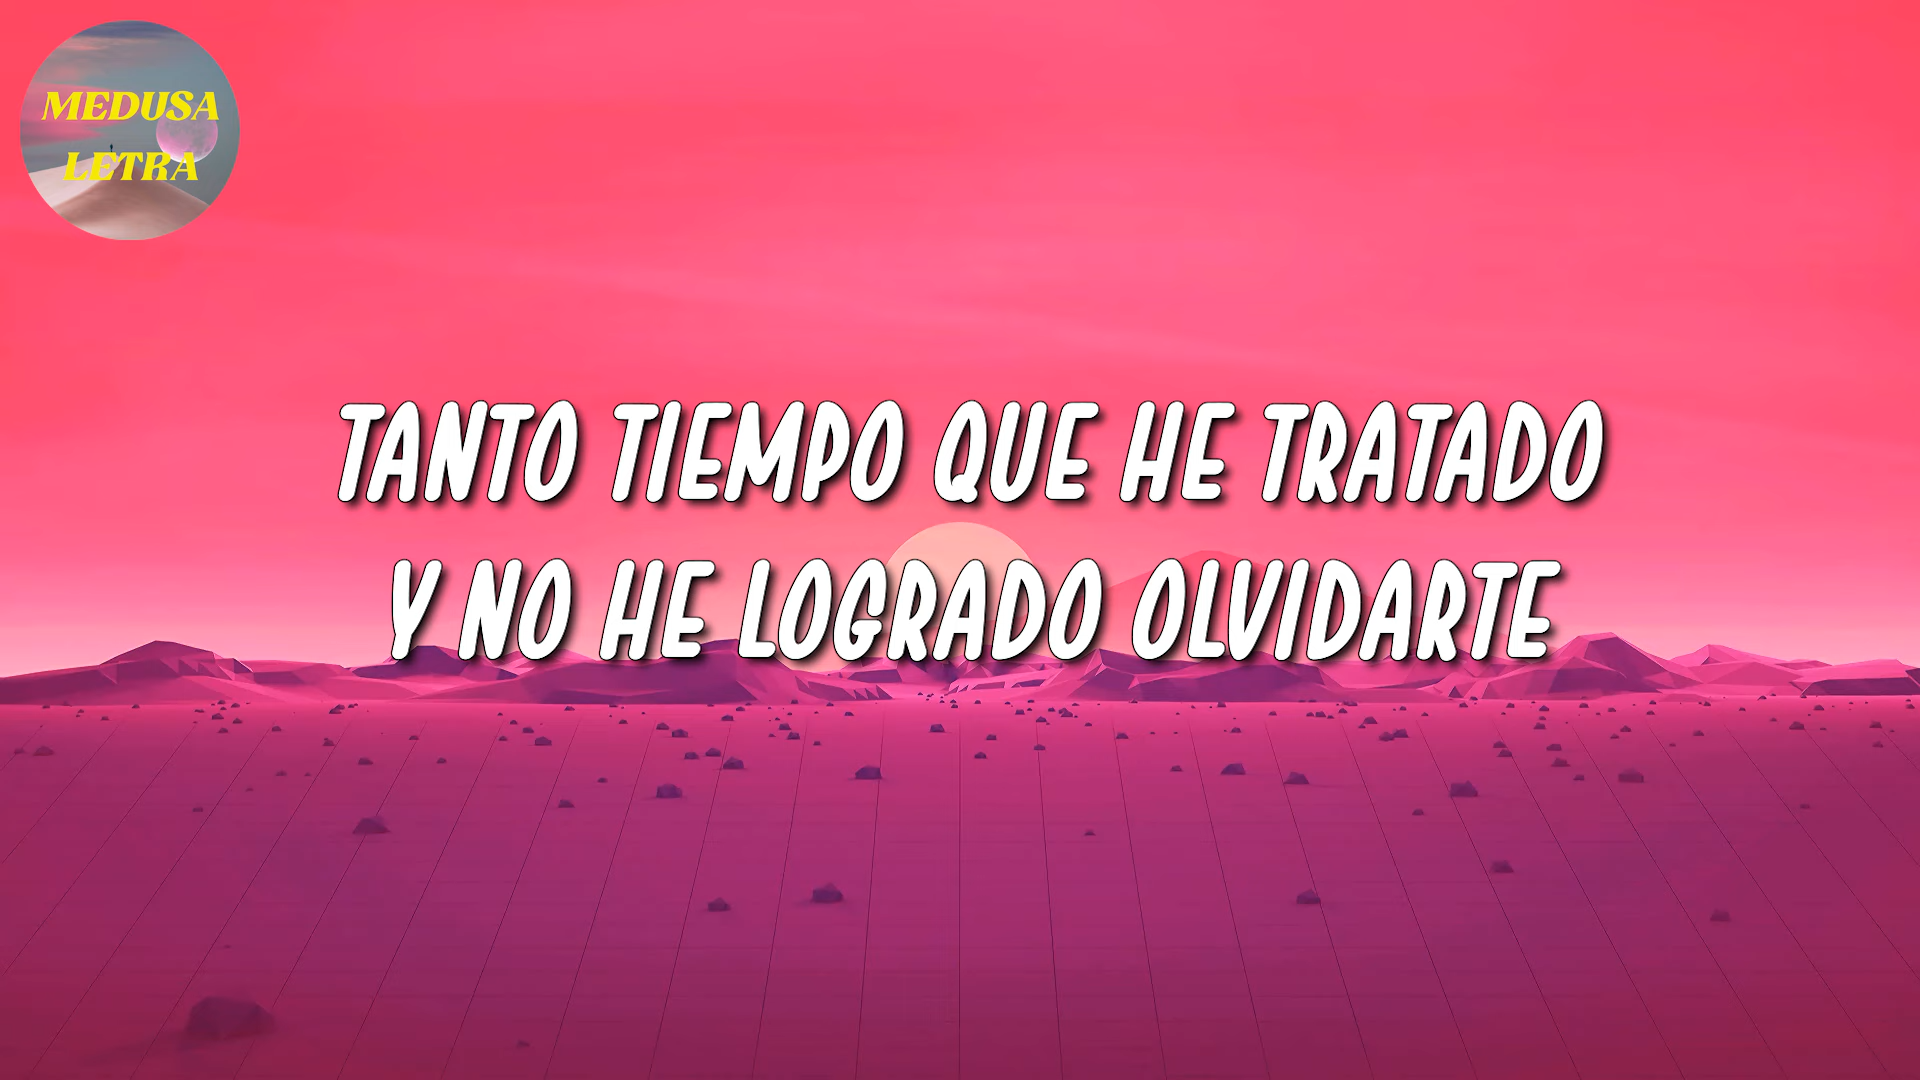 MEDUSA
LETRA
TANTO TIEMPO QUE HE TRATADO
Y NO HE LOGRADO OLVIDARTE